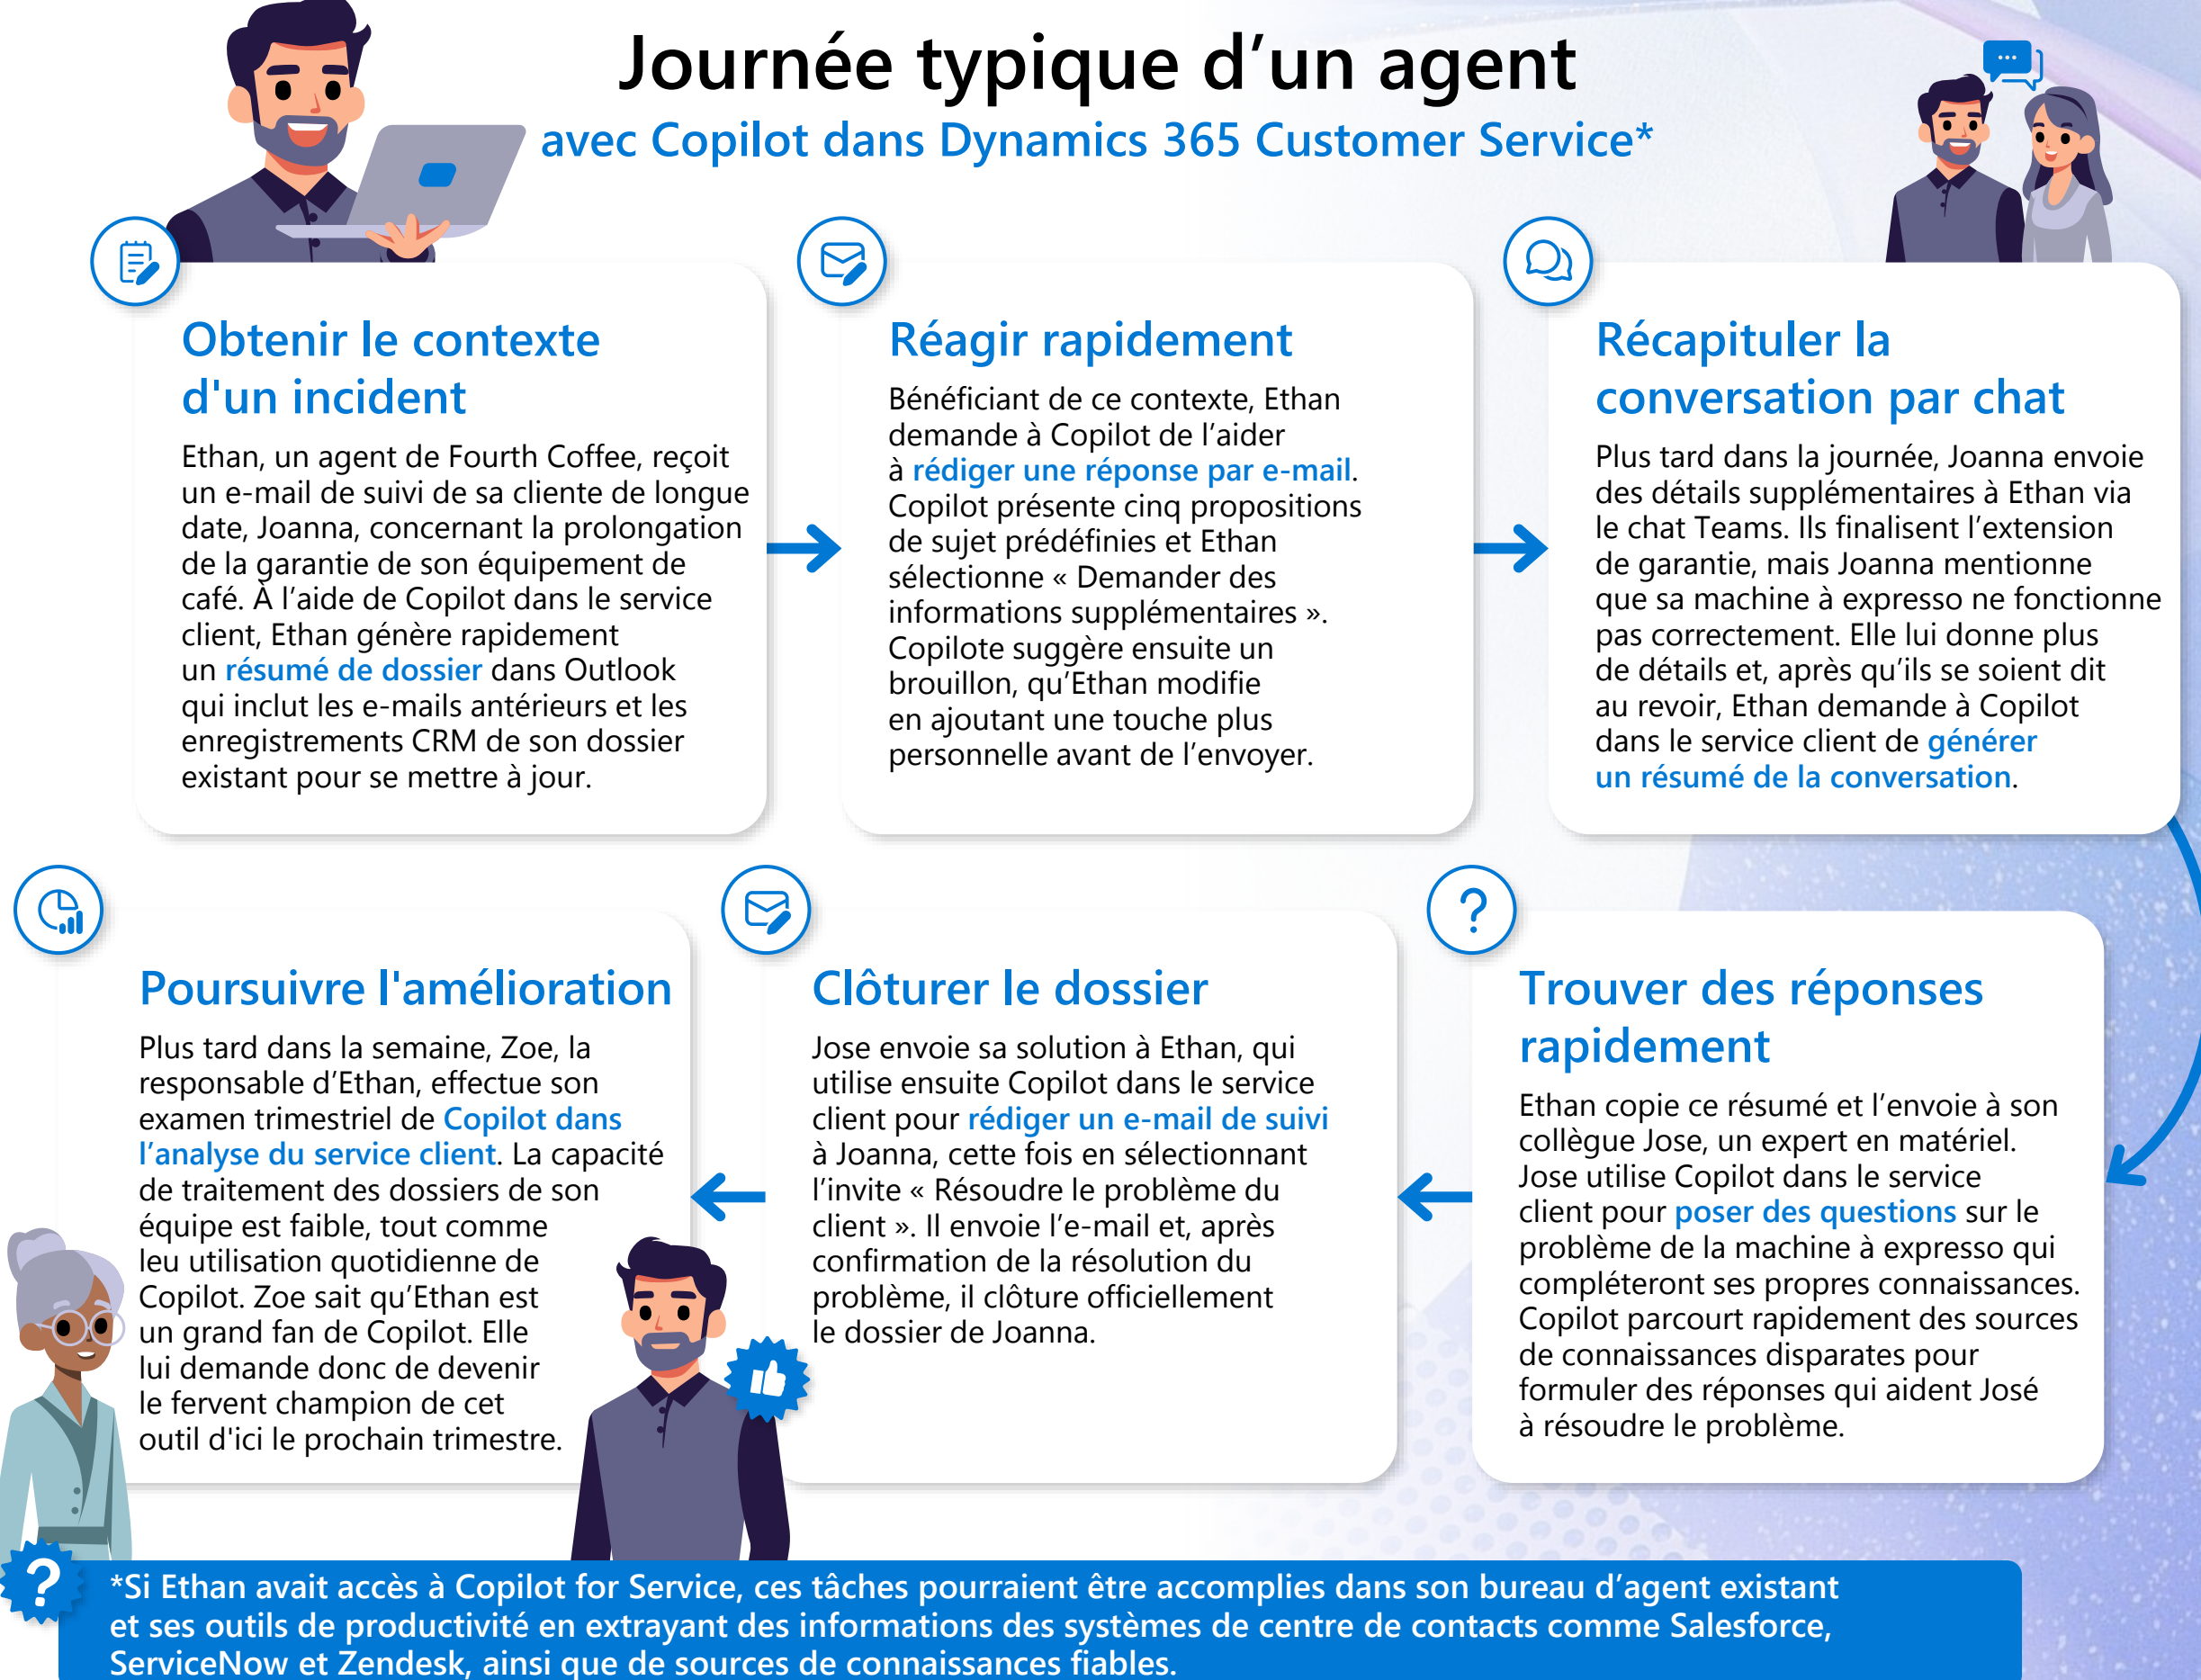 Journée typique d’un agent
avec Copilot dans Dynamics 365 Customer Service*
Obtenir le contexte
d'un incident
Ethan, un agent de Fourth Coffee, reçoit
un e-mail de suivi de sa cliente de longue
date, Joanna, concernant la prolongation
de la garantie de son équipement de
café. À l’aide de Copilot dans le service
client, Ethan génère rapidement
un résumé de dossier dans Outlook
qui inclut les e-mails antérieurs et les
enregistrements CRM de son dossier
existant pour se mettre à jour.
Réagir rapidement
Bénéficiant de ce contexte, Ethan
demande à Copilot de l’aider
à rédiger une réponse par e-mail.
Copilot présente cinq propositions
de sujet prédéfinies et Ethan
sélectionne « Demander des
informations supplémentaires ».
Copilote suggère ensuite un
brouillon, qu’Ethan modifie
en ajoutant une touche plus
personnelle avant de l’envoyer.
Récapituler la
conversation par chat
Plus tard dans la journée, Joanna envoie
des détails supplémentaires à Ethan via
le chat Teams. Ils finalisent l’extension
de garantie, mais Joanna mentionne
que sa machine à expresso ne fonctionne
pas correctement. Elle lui donne plus
de détails et, après qu’ils se soient dit
au revoir, Ethan demande à Copilot
dans le service client de générer
un résumé de la conversation.
Trouver des réponses
rapidement
Ethan copie ce résumé et l’envoie à son
collègue Jose, un expert en matériel.
Jose utilise Copilot dans le service
client pour poser des questions sur le
problème de la machine à expresso qui
compléteront ses propres connaissances.
Copilot parcourt rapidement des sources
de connaissances disparates pour
formuler des réponses qui aident José
à résoudre le problème.
Clôturer le dossier
Jose envoie sa solution à Ethan, qui
utilise ensuite Copilot dans le service
client pour rédiger un e-mail de suivi
à Joanna, cette fois en sélectionnant
l’invite « Résoudre le problème du
client ». Il envoie l’e-mail et, après
confirmation de la résolution du
problème, il clôture officiellement
le dossier de Joanna.
Poursuivre l'amélioration
Plus tard dans la semaine, Zoe, la
responsable d’Ethan, effectue son
examen trimestriel de Copilot dans
l’analyse du service client. La capacité
de traitement des dossiers de son
équipe est faible, tout comme
leu utilisation quotidienne de
Copilot. Zoe sait qu’Ethan est
un grand fan de Copilot. Elle
lui demande donc de devenir
le fervent champion de cet
outil d'ici le prochain trimestre.
*Si Ethan avait accès à Copilot for Service, ces tâches pourraient être accomplies dans son bureau d’agent existant
et ses outils de productivité en extrayant des informations des systèmes de centre de contacts comme Salesforce,
ServiceNow et Zendesk, ainsi que de sources de connaissances fiables.